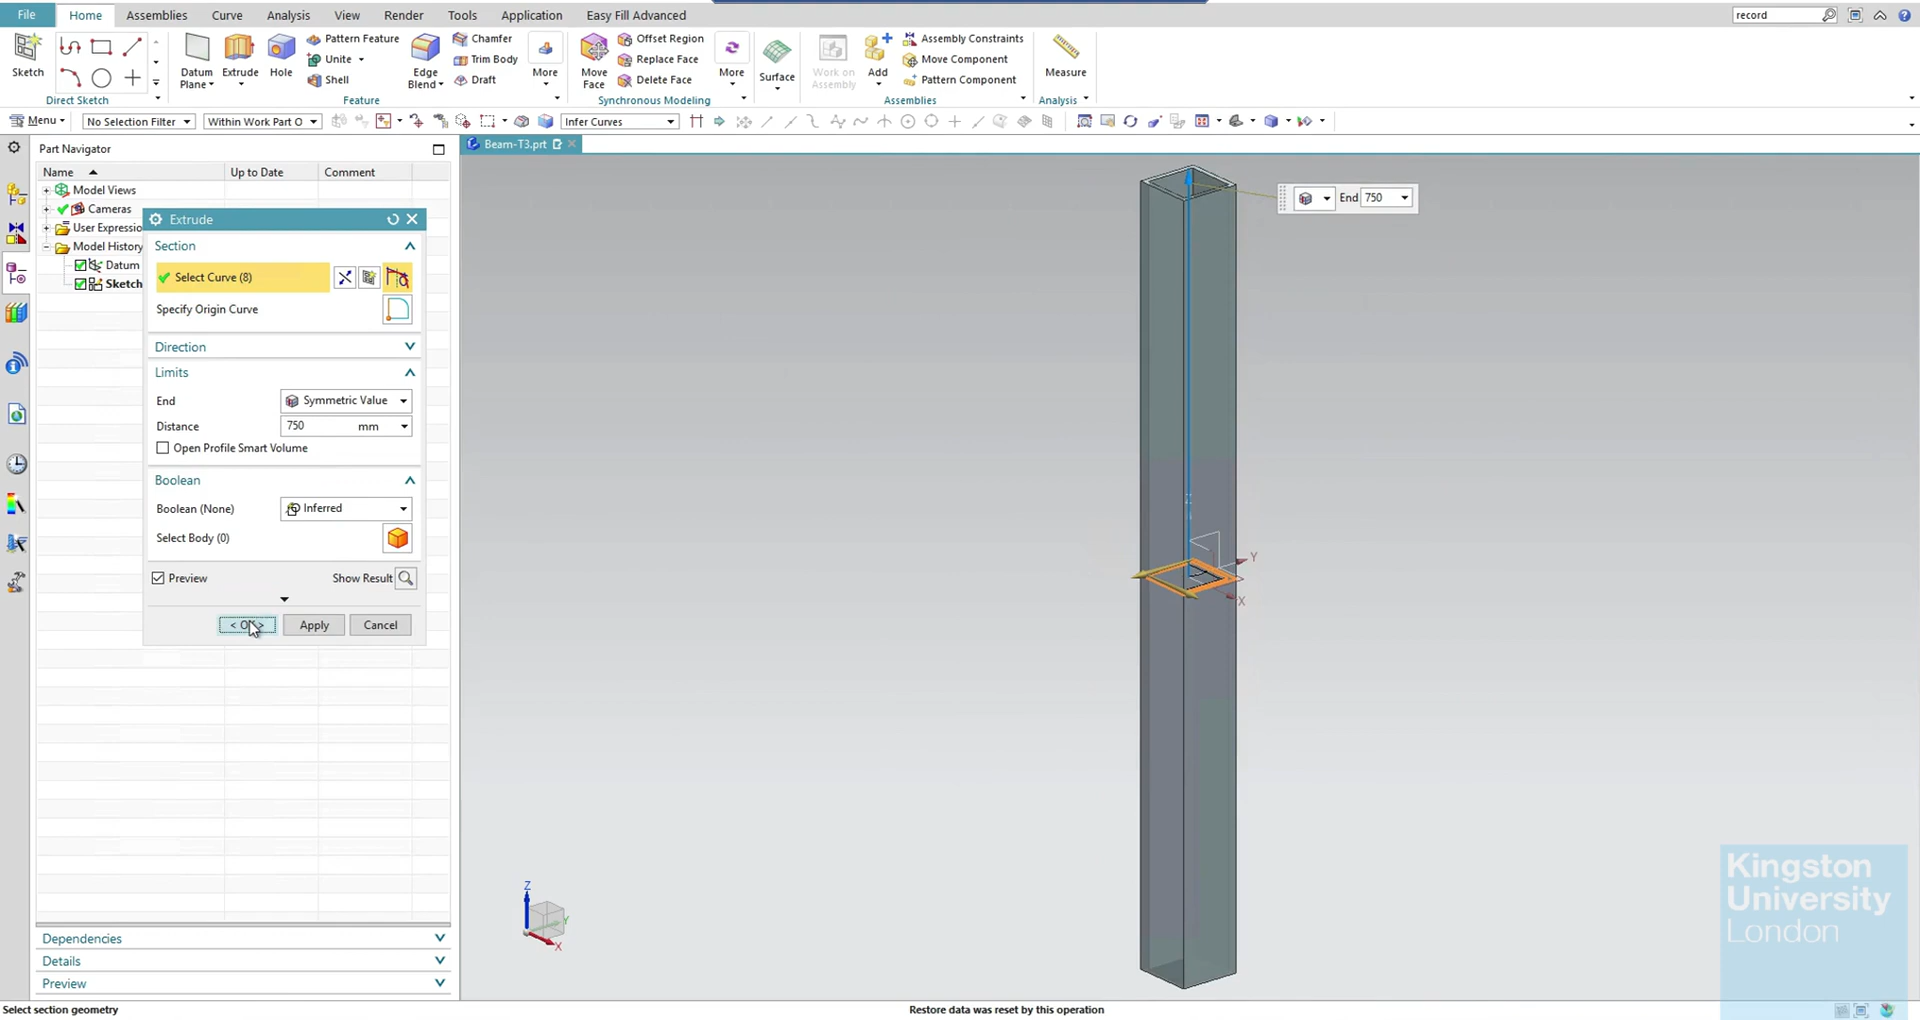 File Home Assemblies Curve Analysis View Render Tools Application Easy Fill Advanced record
Sketch
Direct Sketch
Datum Plane Extrude Hole
Pattern Feature
Unite
Shell
Edge Blend
Chamfer
Trim Body
Draft
More
Feature
Move Face
Offset Region
Replace Face
Delete Face
More
Synchronous Modeling
Surface
Work on Assembly
Add
Assembly Constraints
Move Component
Pattern Component
Assemblies
Measure
Analysis
Menu No Selection Filter Within Work Part O Infer Curves
Part Navigator
Name Up to Date Comment
Model Views
Cameras
User Expressio
Model History
Datum
Sketch
Extrude
Section
Select Curve (8)
Specify Origin Curve
Direction
Limits
End Symmetric Value
Distance 750 mm
Open Profile Smart Volume
Boolean
Boolean (None) Inferred
Select Body (0)
Preview Show Result
< OK > Apply Cancel
Dependencies
Details
Preview
Select section geometry
Beam-T3.prt
End 750
Y
X
Z
Y
X
Kingston
University
London
Restore data was reset by this operation